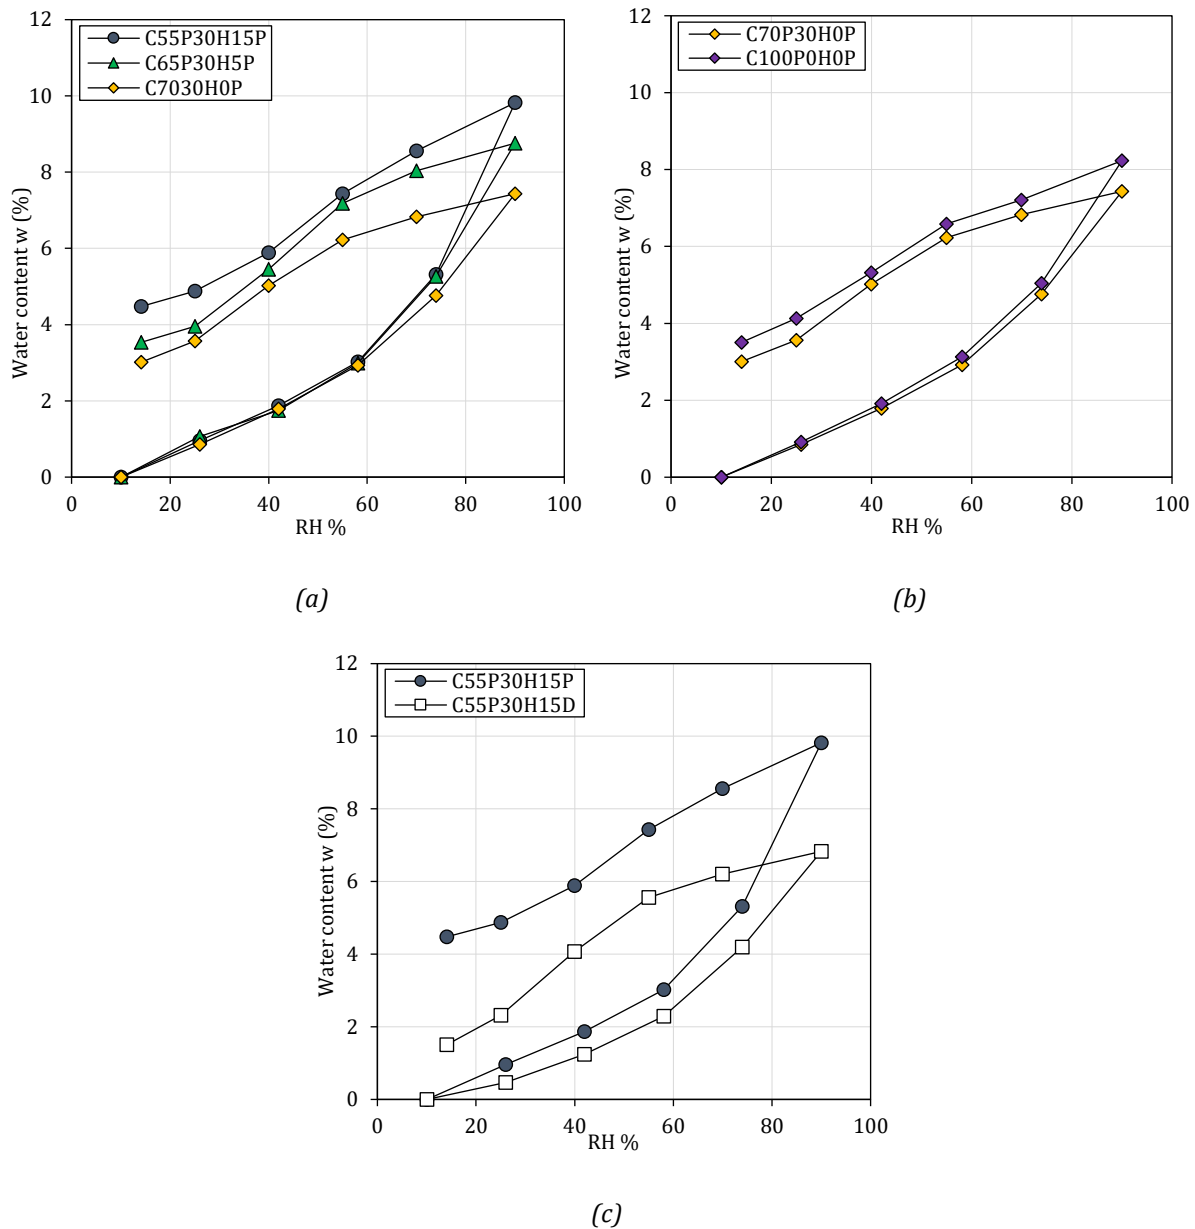 C55P30H15P
C65P30H5P
C7030H0P
12
10
8
6
4
2
0
Water content w (%)
0 20 40 60 80 100
RH %
(a)
C70P30H0P
C100P0H0P
12
10
8
6
4
2
0
Water content w (%)
0 20 40 60 80 100
RH %
(b)
C55P30H15P
C55P30H15D
12
10
8
6
4
2
0
Water content w (%)
0 20 40 60 80 100
RH %
(c)